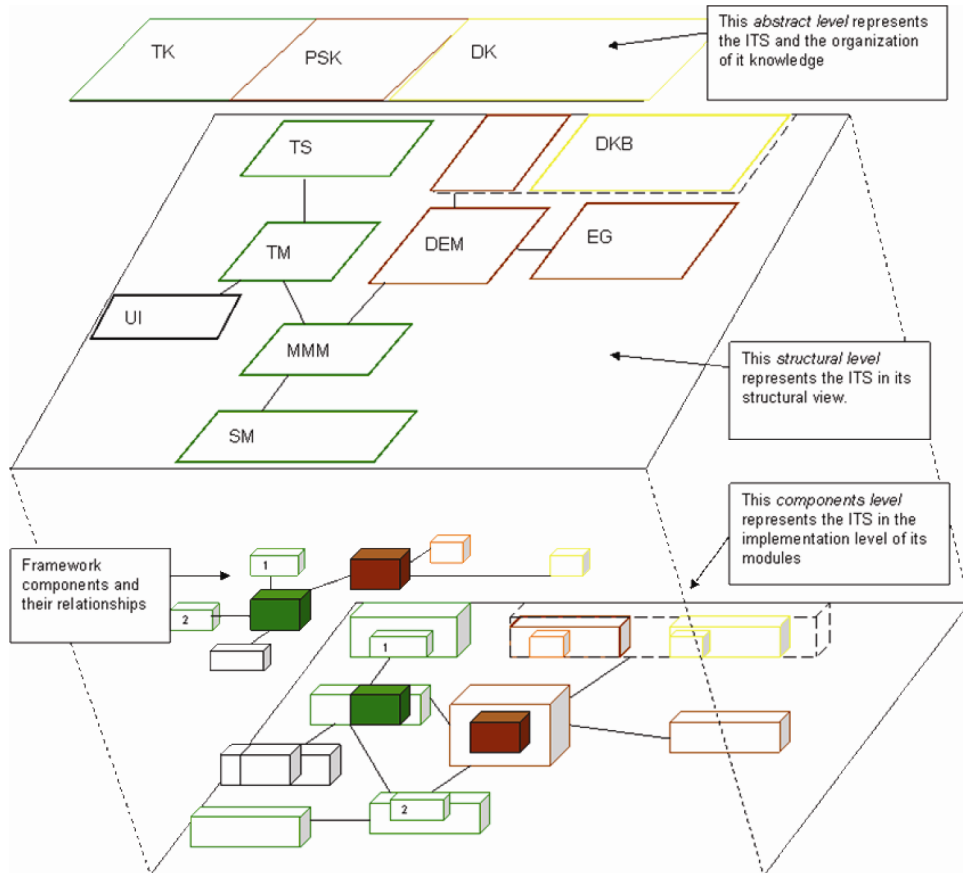 TK
PSK
DK
This abstract level represents
the ITS and the organization
of it knowledge
TS
DKB
TM
DEM
EG
UI
MMM
SM
This structural level
represents the ITS in its
structural view.
This components level
represents the ITS in the
implementation level of its
modules
Framework
components and
their relationships
1
2
1
2